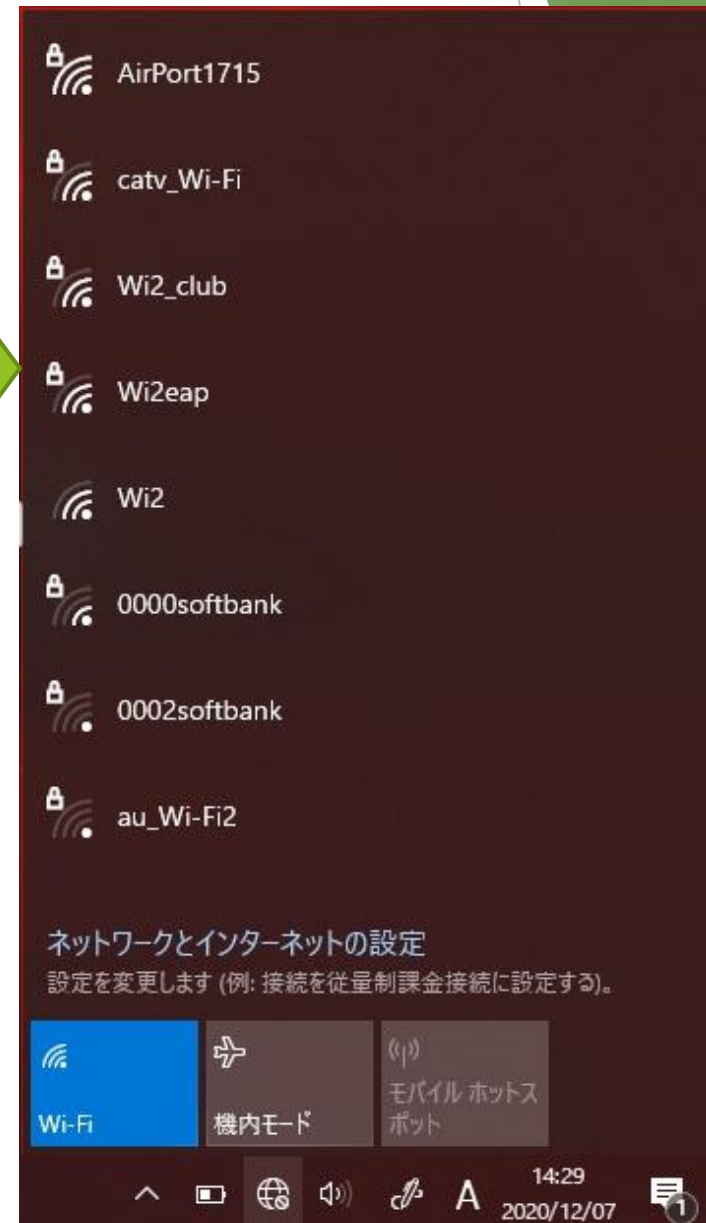 AirPort1715
catv_Wi-Fi
Wi2_club
Wi2eap
Wi2
0000softbank
0002softbank
au_Wi-Fi2
ネットワークとインターネットの設定
設定を変更します (例: 接続を従量制課金接続に設定する)。
Wi-Fi
機内モード
モバイル ホットス
ポット
A
14:29
2020/12/07
1